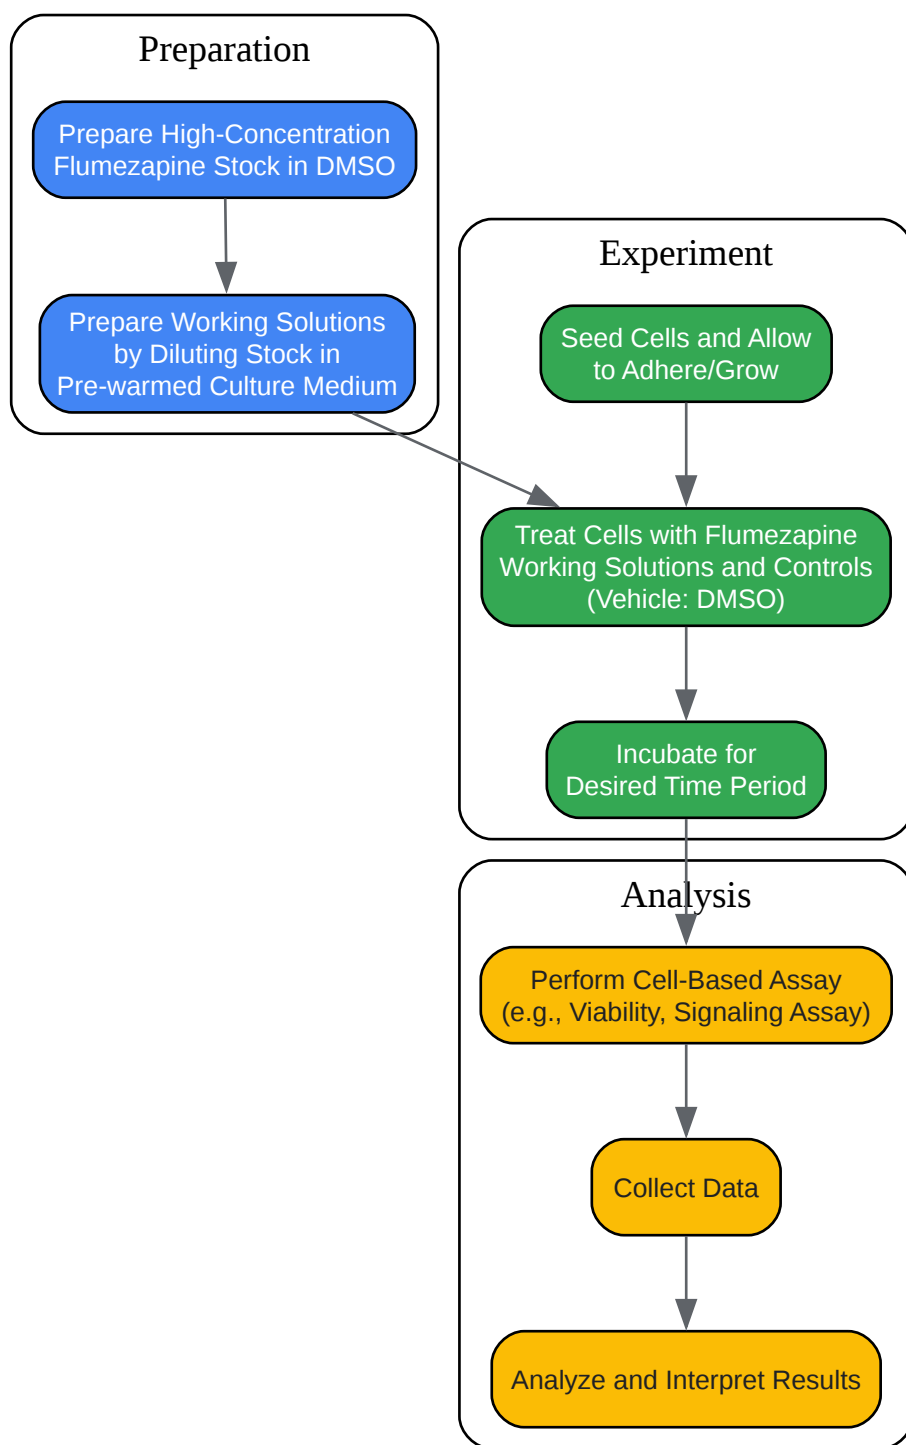 Preparation
Prepare High-Concentration
Flumezapine Stock in DMSO
Prepare Working Solutions
by Diluting Stock in
Pre-warmed Culture Medium
Experiment
Seed Cells and Allow
to Adhere/Grow
Treat Cells with Flumezapine
Working Solutions and Controls
(Vehicle: DMSO)
Incubate for
Desired Time Period
Analysis
Perform Cell-Based Assay
(e.g., Viability, Signaling Assay)
Collect Data
Analyze and Interpret Results